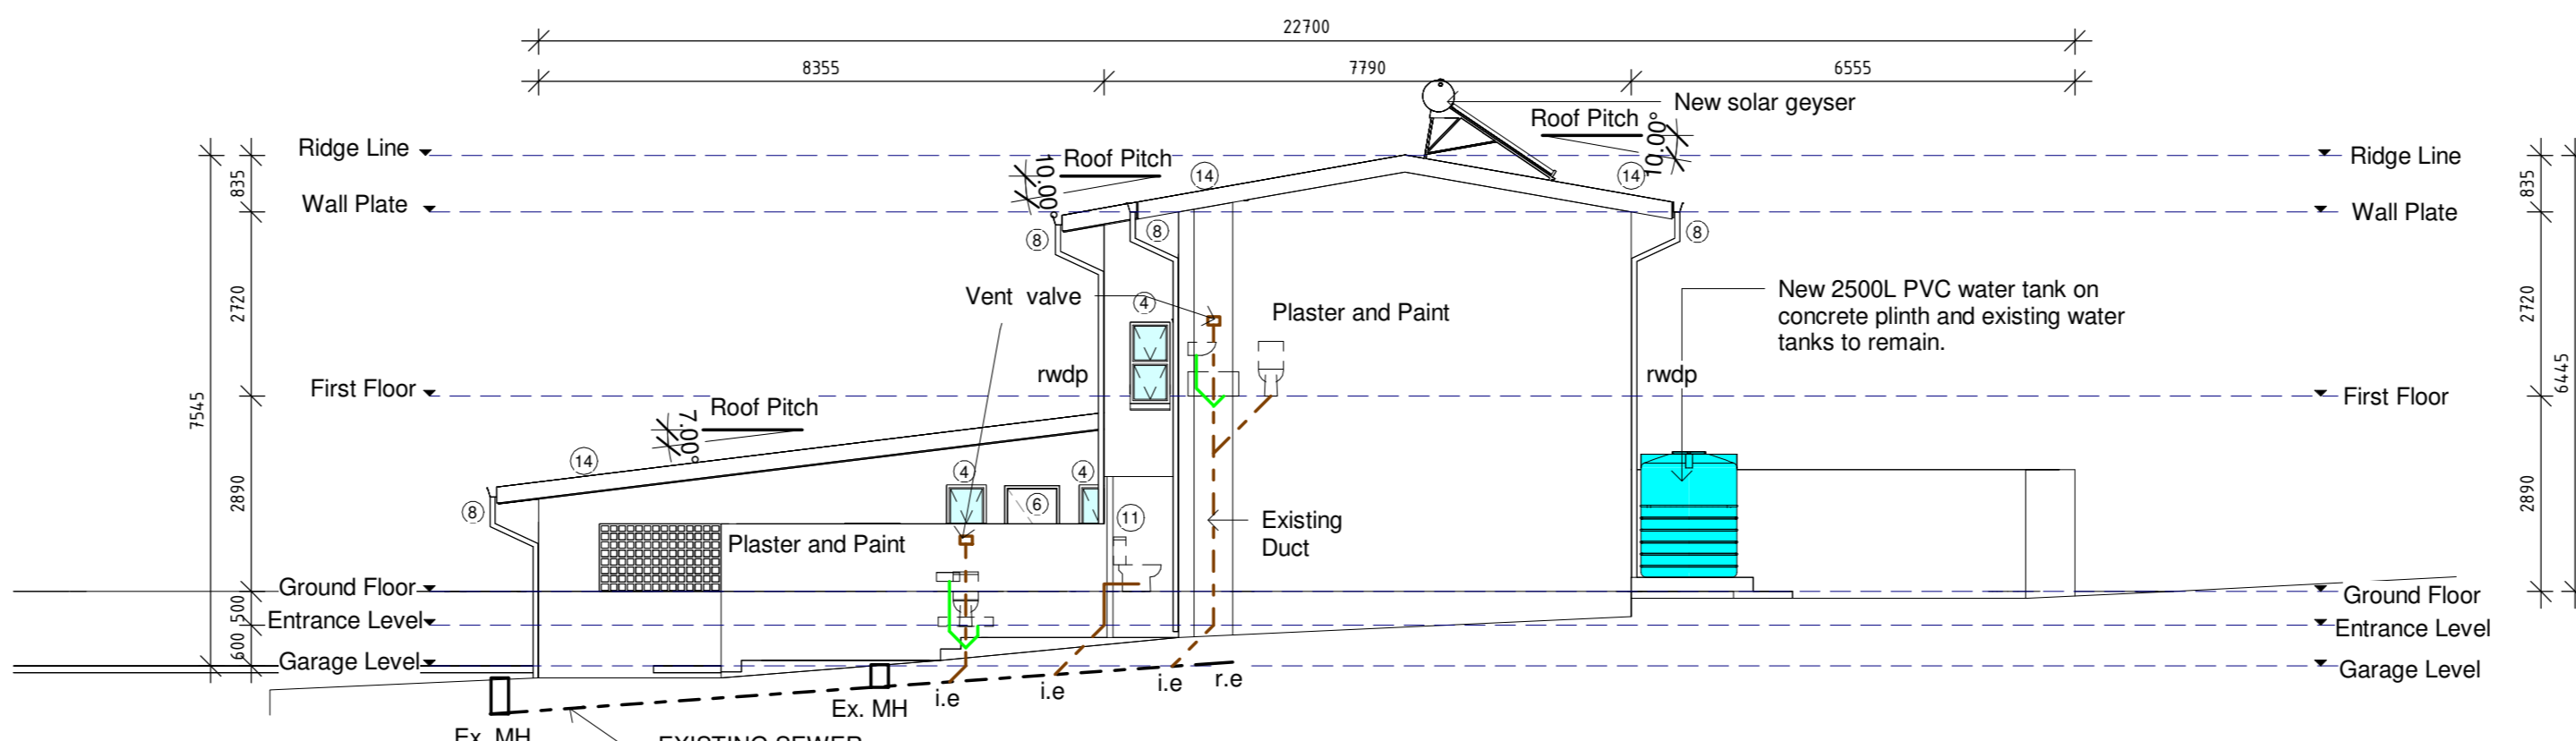 22700
8355
7790
6555
New solar geyser
Roof Pitch
10.00°
Ridge Line
Roof Pitch
10.00°
14
14
Ridge Line
835
835
Wall Plate
Wall Plate
8
8
8
2720
Vent valve
4
Plaster and Paint
New 2500L PVC water tank on
concrete plinth and existing water
tanks to remain.
2720
rwdp
rwdp
First Floor
First Floor
7545
6445
Roof Pitch
7.00°
14
4
4
2890
2890
8
6
11
Existing
Duct
Plaster and Paint
Ground Floor
Ground Floor
500
Entrance Level
Entrance Level
600
Garage Level
Garage Level
i.e
i.e
i.e
r.e
Ex. MH
Ex. MH
EXISTING SEWER